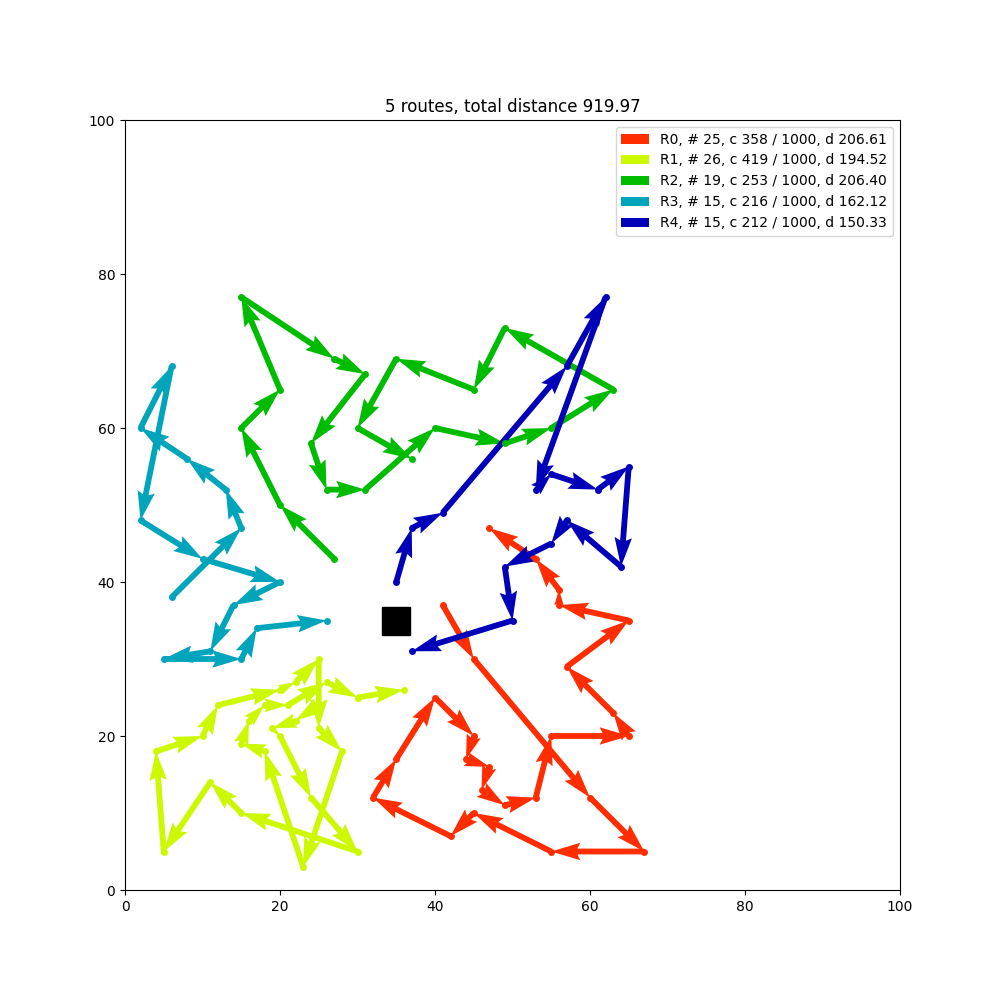 5 routes, total distance 919.97
R0, # 25, c 358 / 1000, d 206.61
R1, # 26, c 419 / 1000, d 194.52
R2, # 19, c 253 / 1000, d 206.40
R3, # 15, c 216 / 1000, d 162.12
R4, # 15, c 212 / 1000, d 150.33
100
80
60
40
20
0
0 20 40 60 80 100